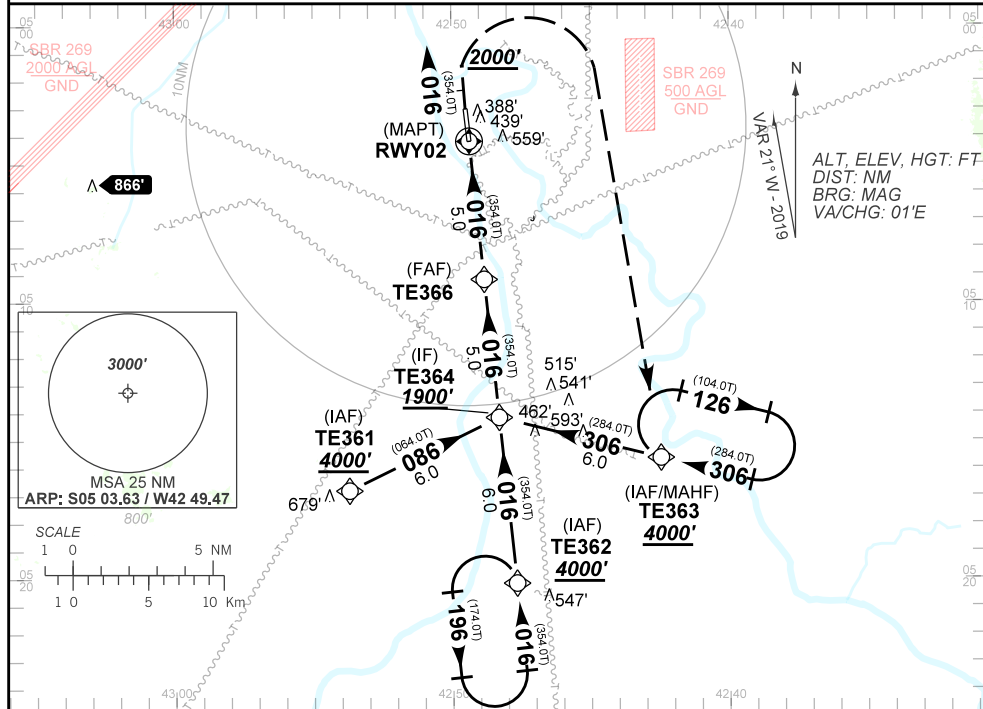 43 00
42 50
42 40
05
00
05
00
SBR 269
2000 AGL
GND
10NM
016
(354.0T)
2000'
388'
439'
559'
(MAPT)
RWY02
SBR 269
500 AGL
GND
N
VAR 21° W - 2019
ALT, ELEV, HGT: FT
DIST: NM
BRG: MAG
VA/CHG: 01'E
866'
016
(354.0T)
5.0
(FAF)
TE366
05
10
05
10
3000'
MSA 25 NM
ARP: S05 03.63 / W42 49.47
800'
016
(354.0T)
5.0
(IF)
TE364
1900'
515'
541'
462'
593'
(104.0T)
126
(IAF)
TE361
4000'
(064.0T)
086
6.0
679'
(284.0T)
306
6.0
(284.0T)
306
(IAF/MAHF)
TE363
4000'
016
(354.0T)
6.0
(IAF)
TE362
4000'
547'
SCALE
1 0 5 NM
1 0 5 10 Km
05
20
05
20
(174.0T)
196
016
(354.0T)
43 00
42 50
42 40